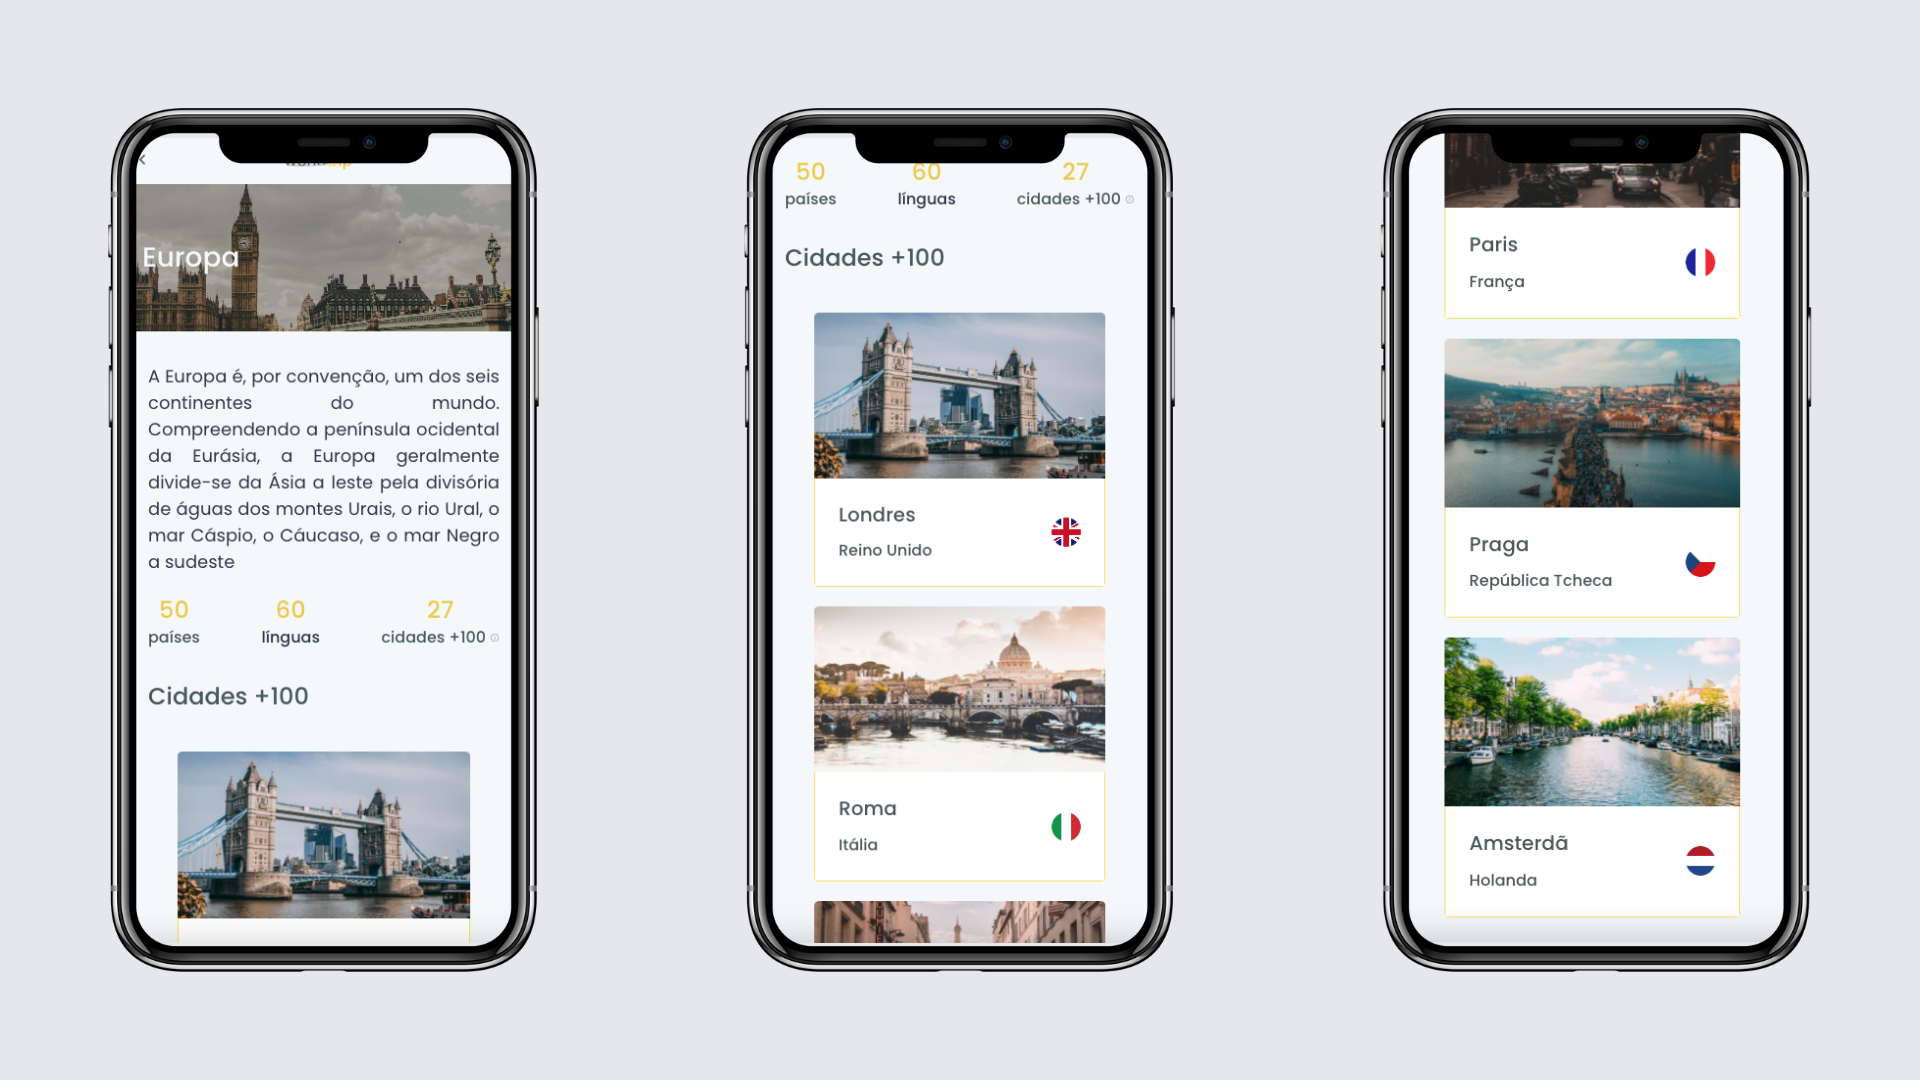 Europa
A Europa é, por convenção, um dos seis
continentes do mundo.
Compreendendo a península ocidental
da Eurásia, a Europa geralmente
divide-se da Ásia a leste pela divisória
de águas dos montes Urais, o rio Ural, o
mar Cáspio, o Cáucaso, e o mar Negro
a sudeste
50 60 27
países línguas cidades +100
Cidades +100
50 60 27
países línguas cidades +100
Cidades +100
Londres
Reino Unido
Roma
Itália
Paris
França
Praga
República Tcheca
Amsterdã
Holanda